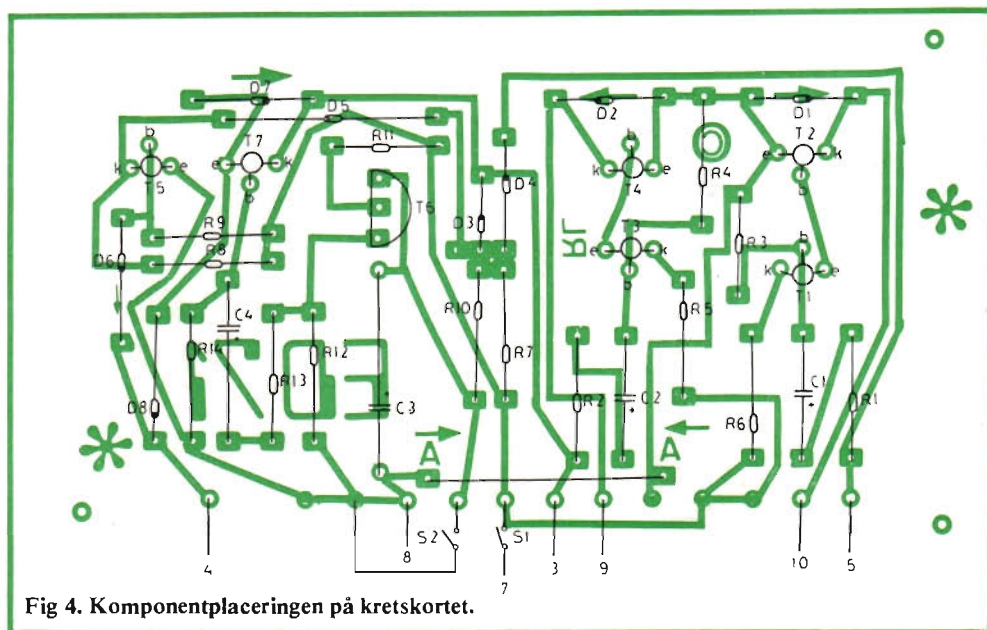 D7
D5
D2
D1
b
T7
R11
b
T2
k
e
e
k
k
e
e
k
T5
b
T4
R4
b
D4
T6
R9
D3
T3
R3
b
R8
e
k
RL
D6
b
k
e
T1
R10
R5
C4
R14
R12
R7
R13
C3
R2
C2
C1
R1
D8
R6
A
A
S2
S1
4
8
7
3
9
10
5
Fig 4. Komponentplaceringen på kretskortet.